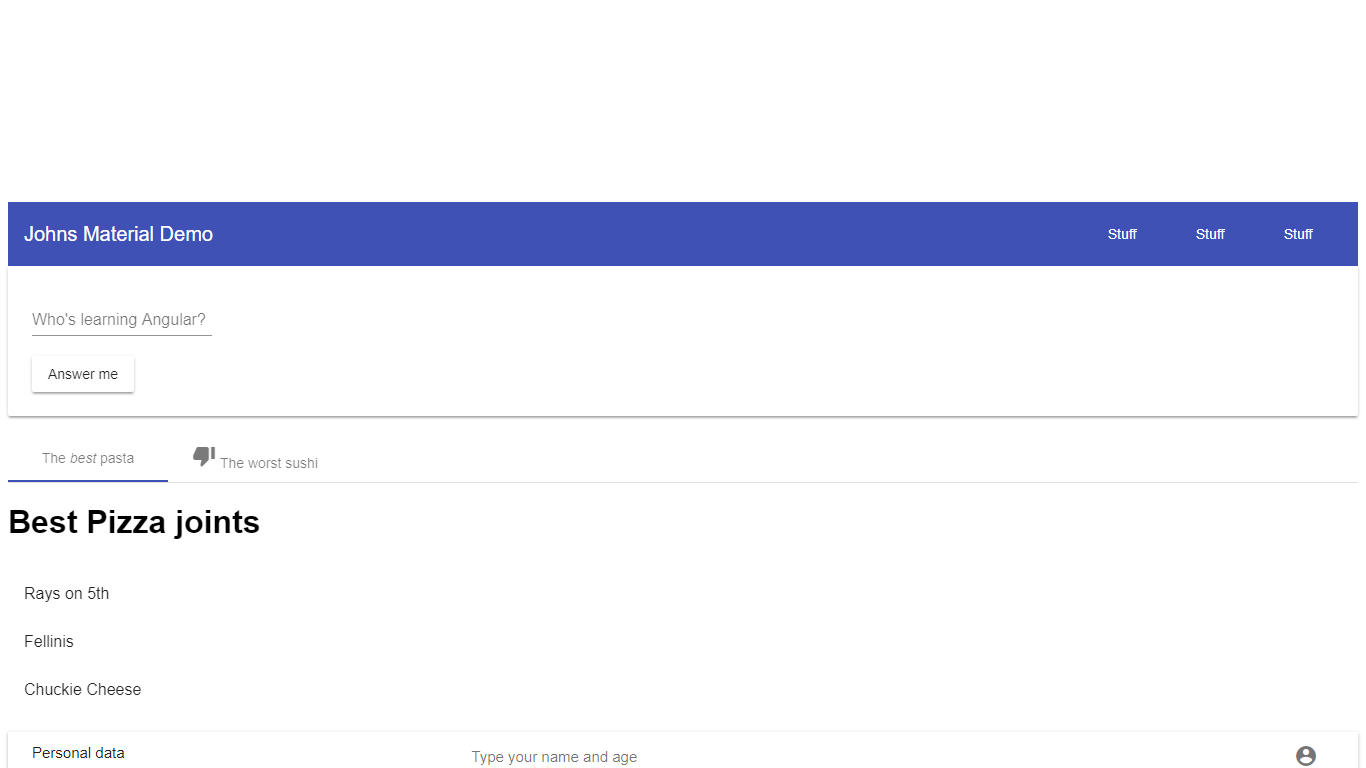 Johns Material Demo Stuff Stuff Stuff
Who's learning Angular?
Answer me
The best pasta The worst sushi
Best Pizza joints
Rays on 5th
Fellinis
Chuckie Cheese
Personal data Type your name and age